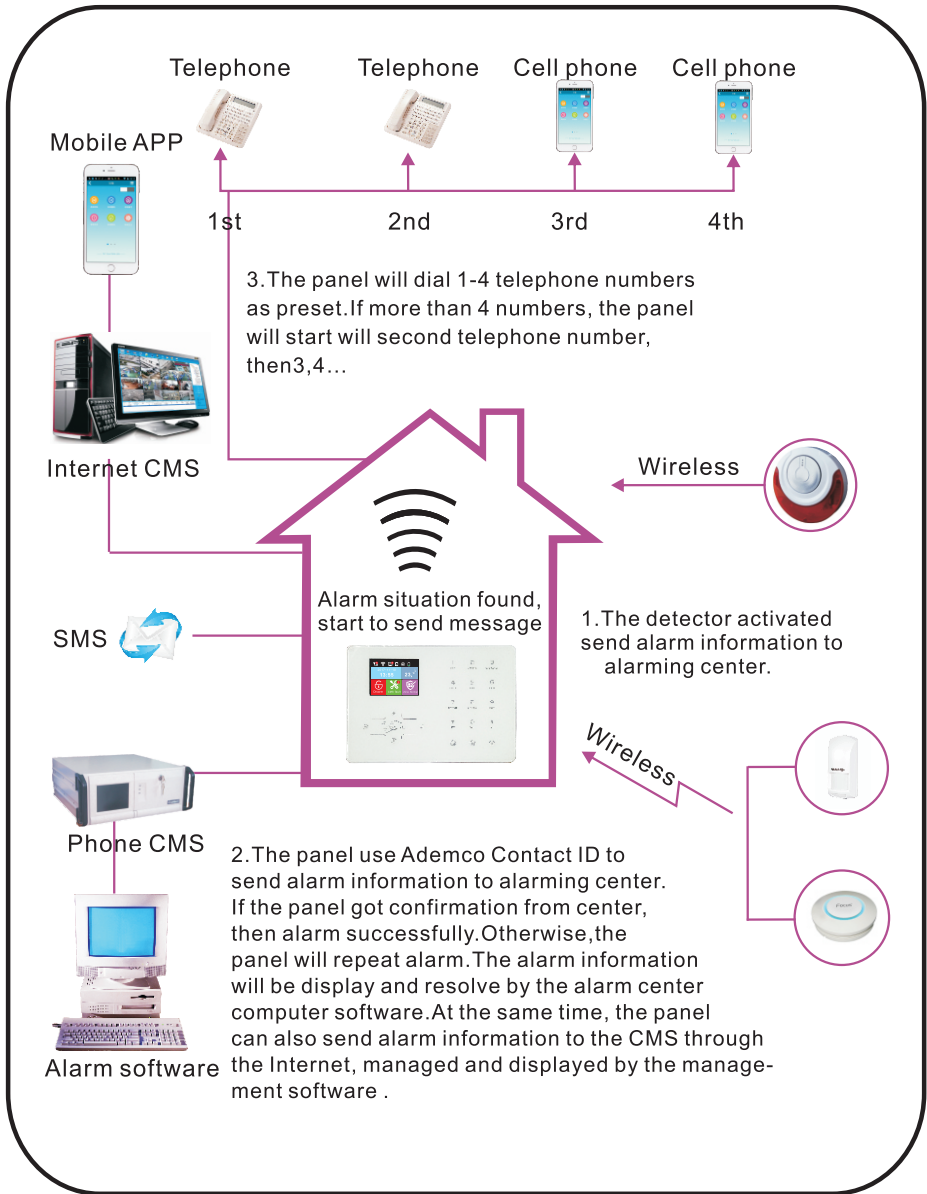 Telephone
Telephone
Cell phone
Cell phone
Mobile APP
1st
2nd
3rd
4th
3.The panel will dial 1-4 telephone numbers
as preset.If more than 4 numbers, the panel
will start will second telephone number,
then3,4...
Internet CMS
Wireless
Alarm situation found,
start to send message
SMS
1.The detector activated
send alarm information to
alarming center.
Wireless
Phone CMS
2.The panel use Ademco Contact ID to
send alarm information to alarming center.
If the panel got confirmation from center,
then alarm successfully.Otherwise,the
panel will repeat alarm.The alarm information
will be display and resolve by the alarm center
computer software.At the same time, the panel
can also send alarm information to the CMS through
the Internet, managed and displayed by the manage-
ment software .
Alarm software